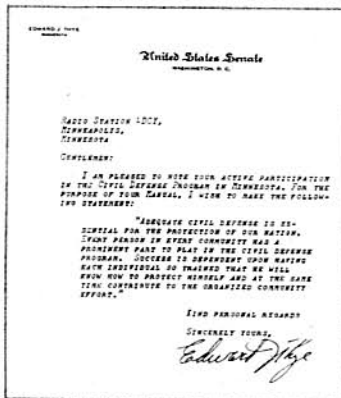 EDWARD J. THYE
MINNESOTA
United States Senate
WASHINGTON, D. C.
RADIO STATION WDGY,
MINNEAPOLIS,
MINNESOTA
GENTLEMEN:
I AM PLEASED TO NOTE YOUR ACTIVE PARTICIPATION
IN THE CIVIL DEFENSE PROGRAM IN MINNESOTA. FOR THE
PURPOSE OF YOUR MANUAL, I WISH TO MAKE THE FOLLOW-
ING STATEMENT:
"ADEQUATE CIVIL DEFENSE IS ES-
SENTIAL FOR THE PROTECTION OF OUR NATION.
EVERY PERSON IN EVERY COMMUNITY HAS A
PROMINENT PART TO PLAY IN THE CIVIL DEFENSE
PROGRAM. SUCCESS IS DEPENDENT UPON HAVING
EACH INDIVIDUAL SO TRAINED THAT HE WILL
KNOW HOW TO PROTECT HIMSELF AND AT THE SAME
TIME CONTRIBUTE TO THE ORGANIZED COMMUNITY
EFFORT."
KIND PERSONAL REGARDS
SINCERELY YOURS,
Edward J Thye